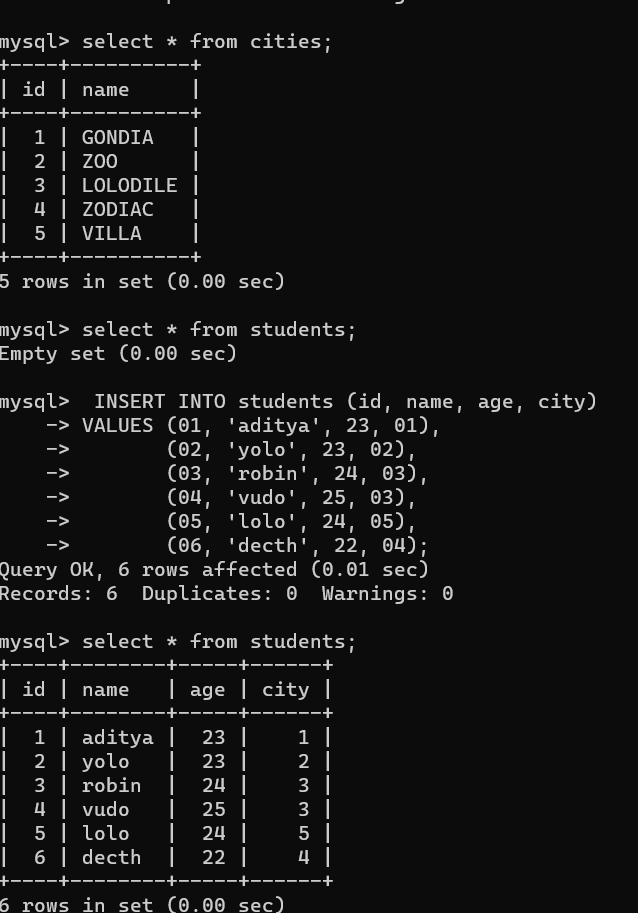 mysql> select * from cities;
+----+----------+
| id | name     |
+----+----------+
|  1 | GONDIA   |
|  2 | ZOO      |
|  3 | LOLODILE |
|  4 | ZODIAC   |
|  5 | VILLA    |
+----+----------+
5 rows in set (0.00 sec)
mysql> select * from students;
Empty set (0.00 sec)
mysql>  INSERT INTO students (id, name, age, city)
    -> VALUES (01, 'aditya', 23, 01),
    ->        (02, 'yolo', 23, 02),
    ->        (03, 'robin', 24, 03),
    ->        (04, 'vudo', 25, 03),
    ->        (05, 'lolo', 24, 05),
    ->        (06, 'decth', 22, 04);
Query OK, 6 rows affected (0.01 sec)
Records: 6  Duplicates: 0  Warnings: 0
mysql> select * from students;
+----+--------+-----+------+
| id | name   | age | city |
+----+--------+-----+------+
|  1 | aditya |  23 |    1 |
|  2 | yolo   |  23 |    2 |
|  3 | robin  |  24 |    3 |
|  4 | vudo   |  25 |    3 |
|  5 | lolo   |  24 |    5 |
|  6 | decth  |  22 |    4 |
+----+--------+-----+------+
6 rows in set (0.00 sec)